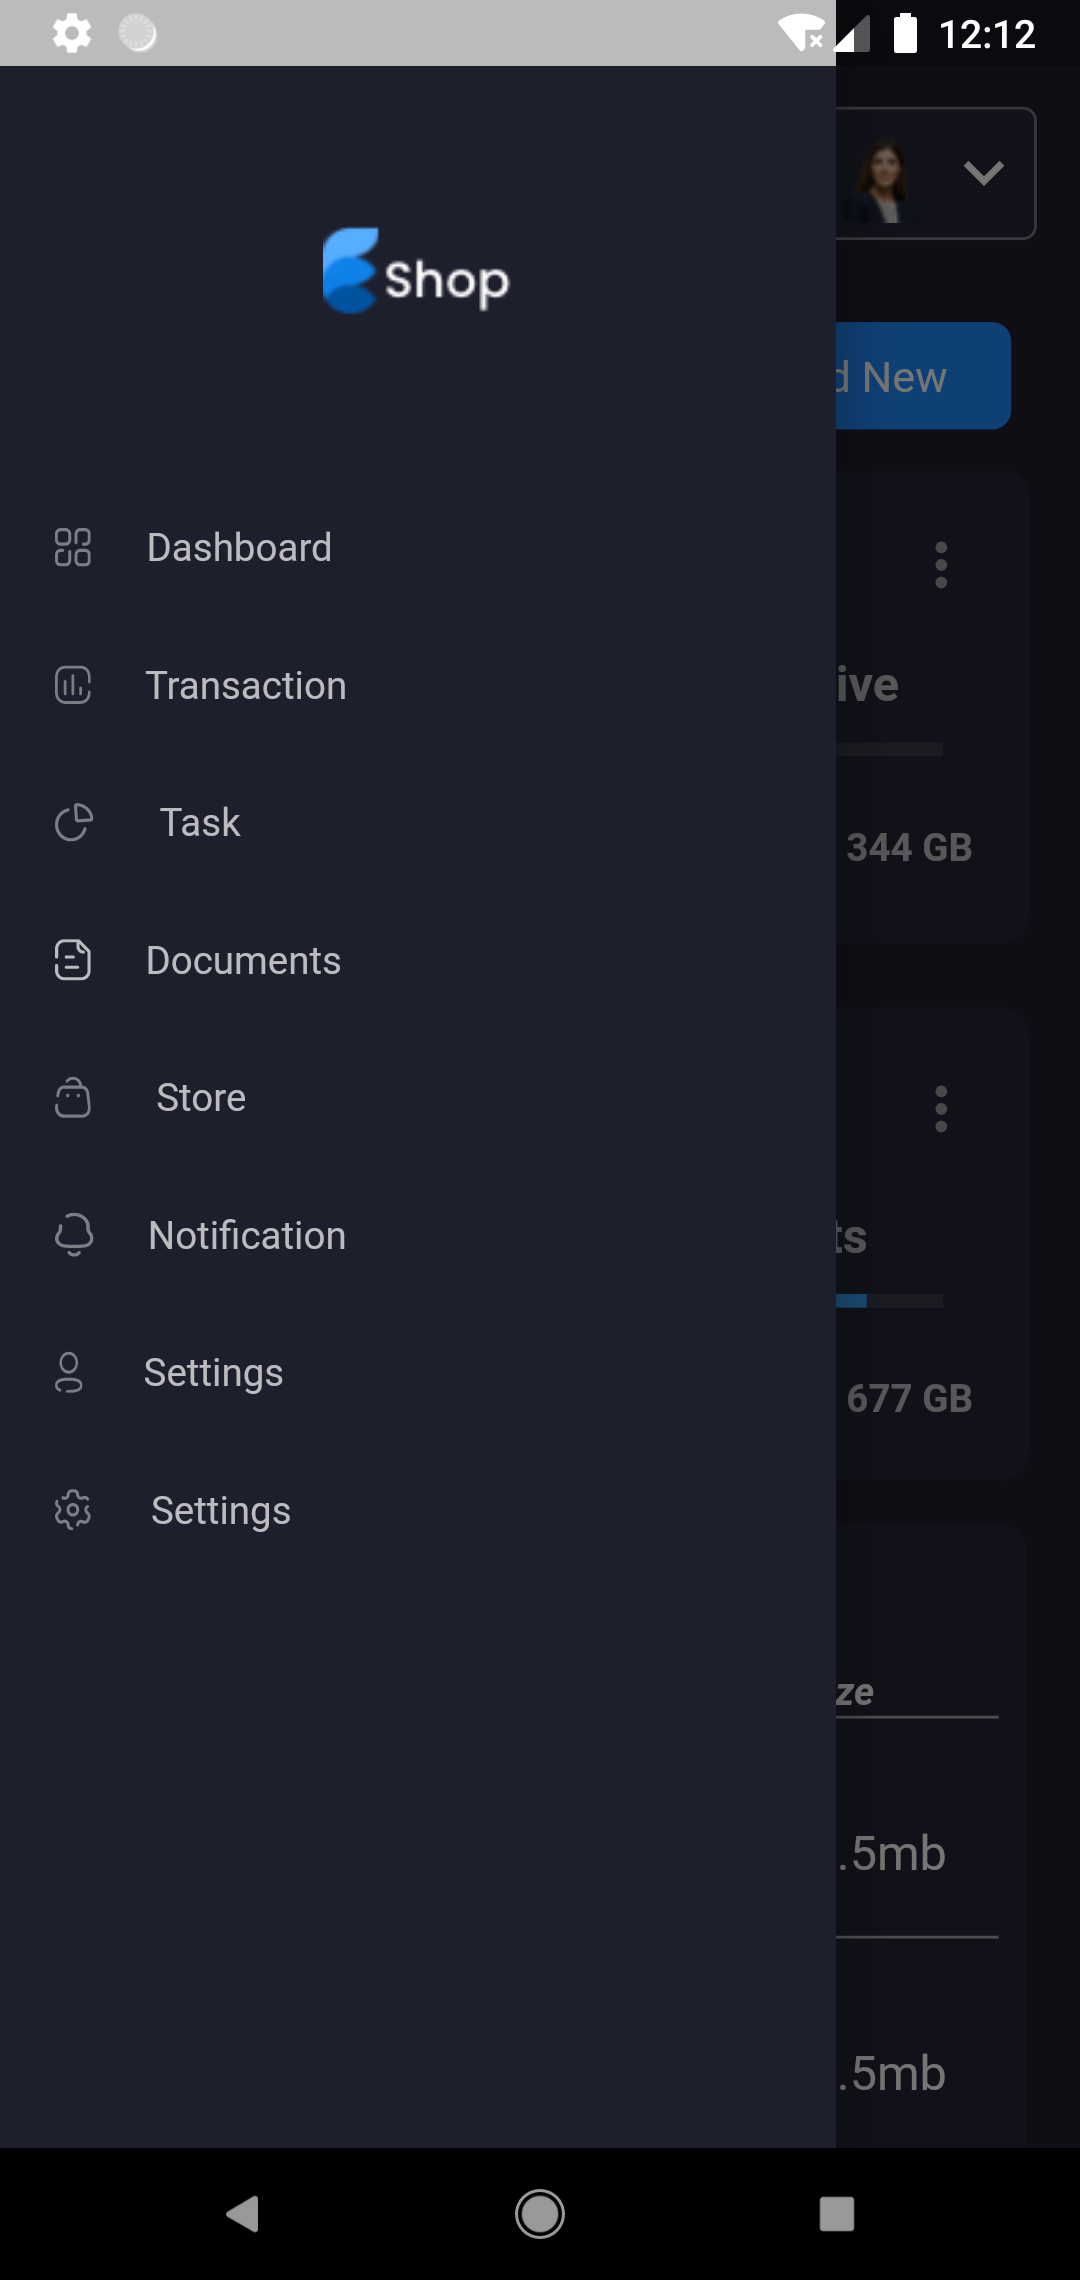 12:12
Shop
d New
Dashboard
Transaction
ive
Task
344 GB
Documents
Store
Notification
ts
Settings
677 GB
Settings
ze
.5mb
.5mb